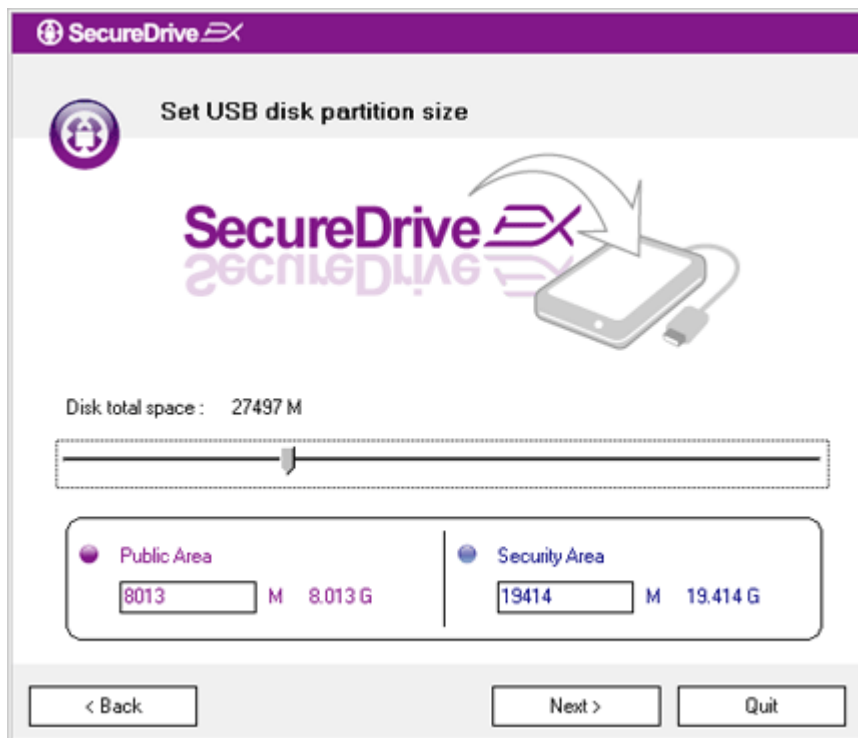 SecureDrive EX
Set USB disk partition size
SecureDrive EX
Disk total space : 27497 M
Public Area
8013 M 8.013 G
Security Area
19414 M 19.414 G
< Back
Next >
Quit